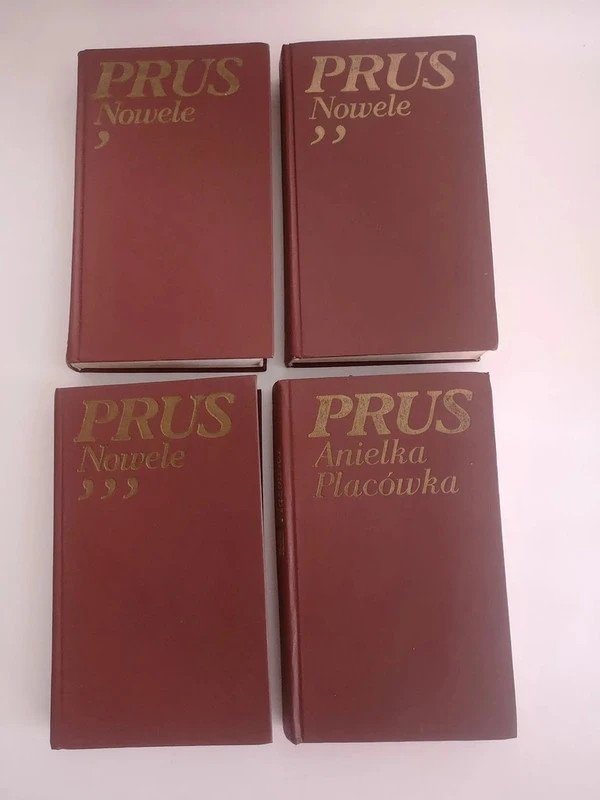 PRUS
Nowele
,
PRUS
Nowele
,,
PRUS
Nowele
,,,
PRUS
Anielka
Placówka